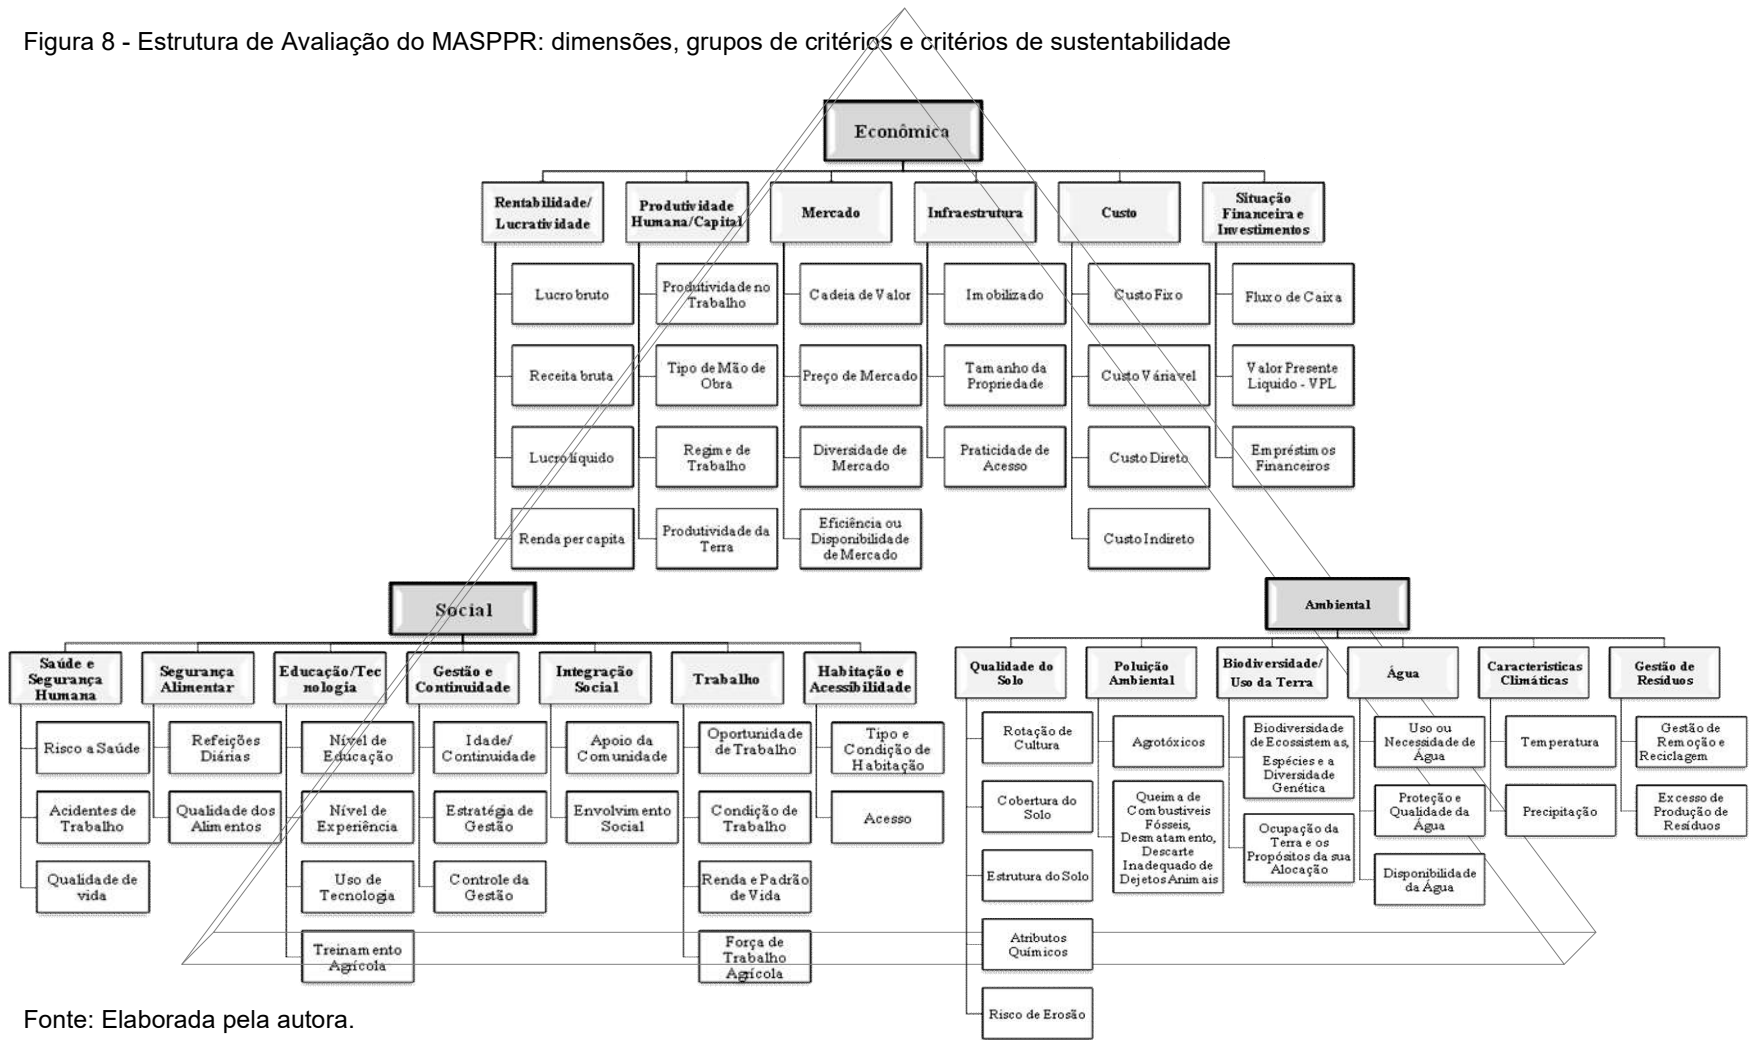 Figura 8 - Estrutura de Avaliação do MASPPR: dimensões, grupos de critérios e critérios de sustentabilidade
Econômica
Rentabilidade/
Lucratividade
Lucro bruto
Receita bruta
Lucro líquido
Renda per capita
Produtividade
Humana/Capital
Produtividade no
Trabalho
Tipo de Mão de
Obra
Regime de
Trabalho
Produtividade da
Terra
Mercado
Cadeia de Valor
Preço de Mercado
Diversidade de
Mercado
Eficiência ou
Disponibilidade
de Mercado
Infraestrutura
Imobilizado
Tamanho da
Propriedade
Praticidade de
Acesso
Custo
Custo Fixo
Custo Váriavel
Custo Direto
Custo Indireto
Situação
Financeira e
Investimentos
Fluxo de Caixa
Valor Presente
Liquido - VPL
Empréstimos
Financeiros
Social
Saúde e
Segurança
Humana
Risco a Saúde
Acidentes de
Trabalho
Qualidade de
vida
Segurança
Alimentar
Refeições
Diárias
Qualidade dos
Alimentos
Educação/Tec
nologia
Nível de
Educação
Nível de
Experiência
Uso de
Tecnologia
Treinamento
Agrícola
Gestão e
Continuidade
Idade/
Continuidade
Estratégia de
Gestão
Controle da
Gestão
Integração
Social
Apoio da
Comunidade
Envolvimento
Social
Trabalho
Oportunidade
de Trabalho
Condição de
Trabalho
Renda e Padrão
de Vida
Força de
Trabalho
Agrícola
Habitação e
Acessibilidade
Tipo e
Condição de
Habitação
Acesso
Ambiental
Qualidade do
Solo
Rotação de
Cultura
Cobertura do
Solo
Estrutura do Solo
Atributos
Químicos
Risco de Erosão
Poluição
Ambiental
Agrotóxicos
Queima de
Combustíveis
Fósseis,
Desmatamento,
Descarte
Inadequado de
Dejetos Animais
Biodiversidade/
Uso da Terra
Biodiversidade
de Ecossistemas,
Espécies e a
Diversidade
Genética
Ocupação da
Terra e os
Propósitos da sua
Alocação
Água
Uso ou
Necessidade de
Água
Proteção e
Qualidade da
Água
Disponibilidade
da Água
Caracteristicas
Climáticas
Temperatura
Precipitação
Gestão de
Resíduos
Gestão de
Remoção e
Reciclagem
Excesso de
Produção de
Resíduos
Fonte: Elaborada pela autora.